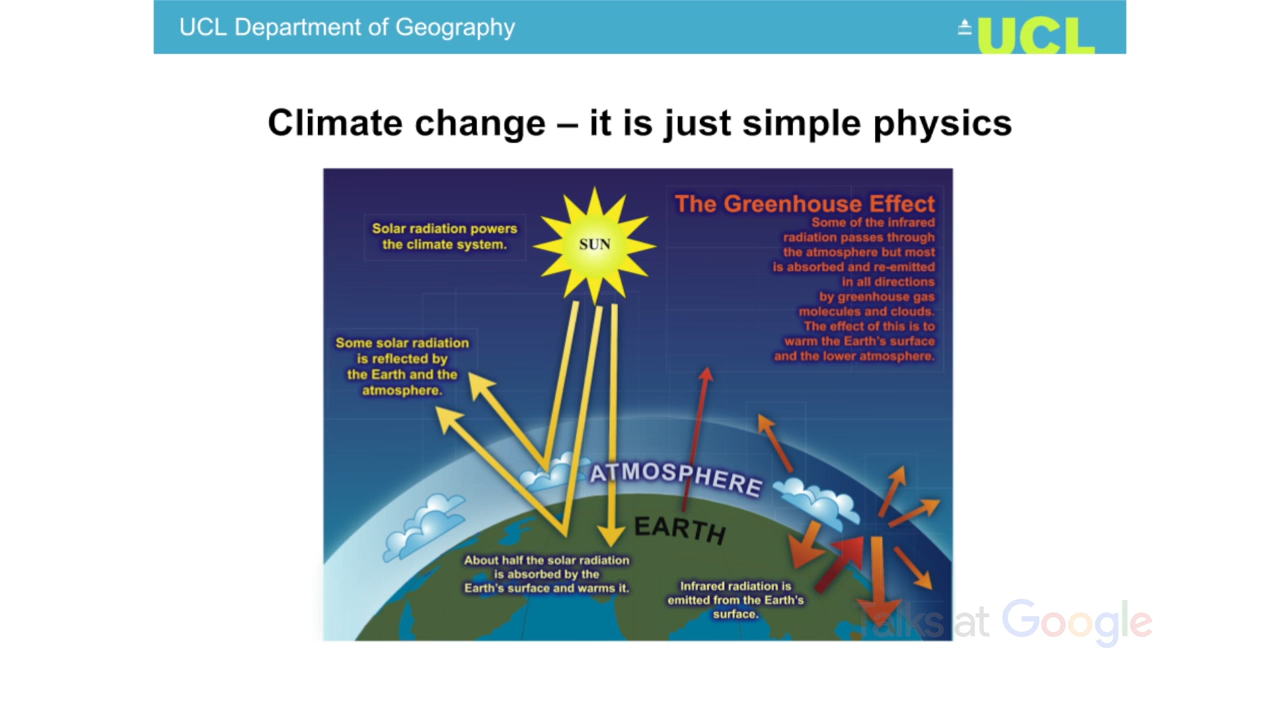 UCL Department of Geography
UCL
Climate change – it is just simple physics
The Greenhouse Effect
Some of the infrared
radiation passes through
the atmosphere but most
is absorbed and re-emitted
in all directions
by greenhouse gas
molecules and clouds.
The effect of this is to
warm the Earth's surface
and the lower atmosphere.
Solar radiation powers
the climate system.
SUN
Some solar radiation
is reflected by
the Earth and the
atmosphere.
ATMOSPHERE
EARTH
About half the solar radiation
is absorbed by the
Earth's surface and warms it.
Infrared radiation is
emitted from the Earth's
surface.
Talks at Google